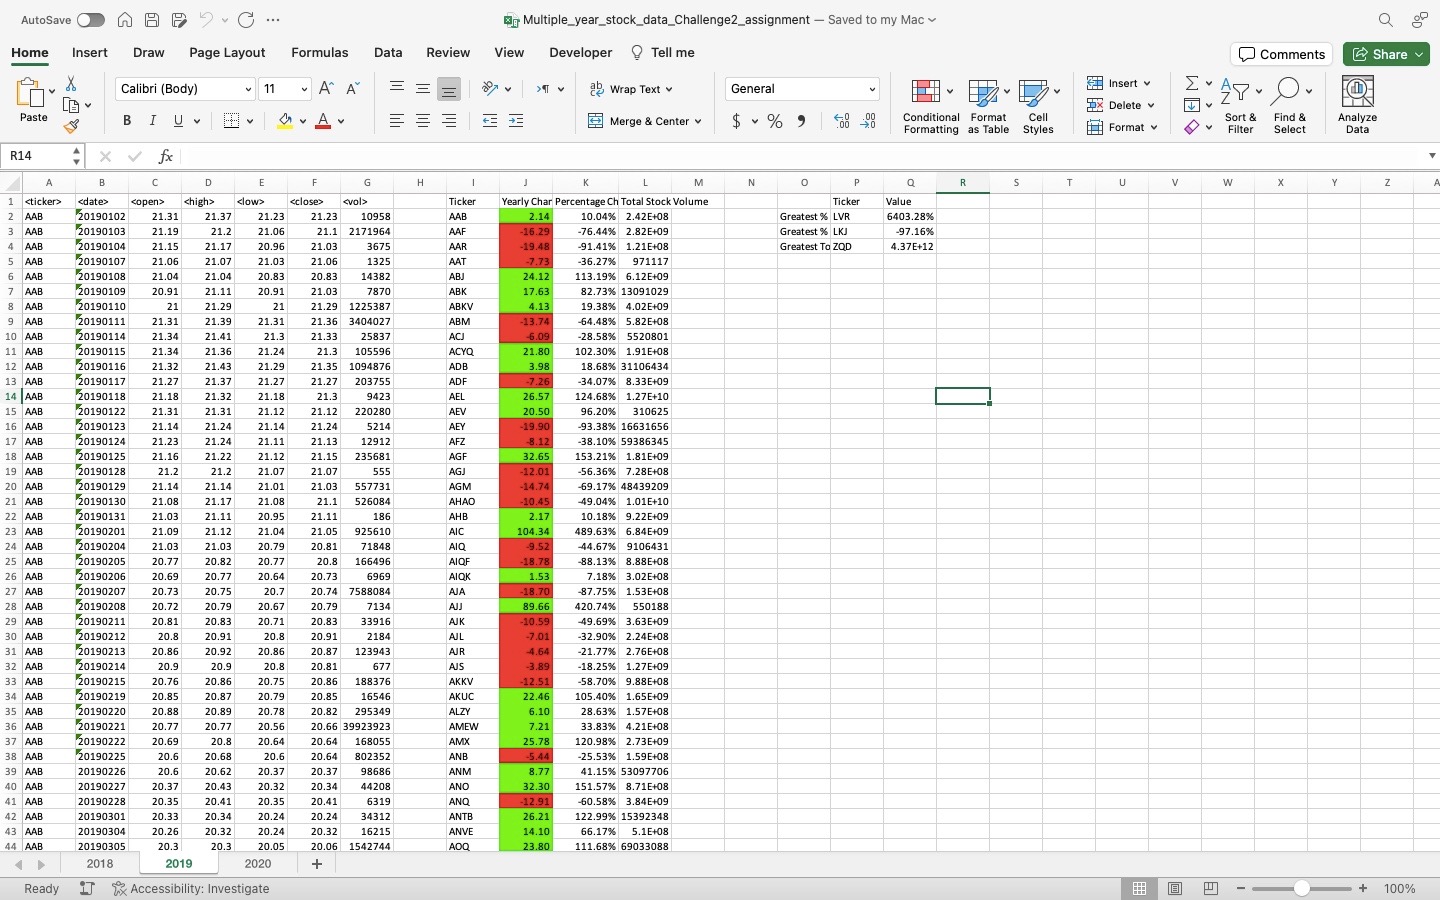 AutoSave
Multiple_year_stock_data_Challenge2_assignment — Saved to my Mac
Home Insert Draw Page Layout Formulas Data Review View Developer Tell me Comments Share
Paste
Calibri (Body) 11 A A
B I U A
ab Wrap Text
Merge & Center
General
$ % 9
Conditional Formatting
Format as Table
Cell Styles
Insert
Delete
Format
Sort & Filter
Find & Select
Analyze Data
R14 fx
A B C D E F G H I J K L M N O P Q R S T U V W X Y Z A
1 <ticker> <date> <open> <high> <low> <close> <vol> Ticker Yearly Char Percentage Ch Total Stock Volume Ticker Value
2 AAB 20190102 21.31 21.37 21.23 21.23 10958 AAB 2.14 10.04% 2.42E+08 Greatest % LVR 6403.28%
3 AAB 20190103 21.19 21.2 21.06 21.1 2171964 AAF -16.29 -76.44% 2.82E+09 Greatest % LKJ -97.16%
4 AAB 20190104 21.15 21.17 20.96 21.03 3675 AAR -19.48 -91.41% 1.21E+08 Greatest To ZQD 4.37E+12
5 AAB 20190107 21.06 21.07 21.03 21.06 1325 AAT -7.73 -36.27% 971117
6 AAB 20190108 21.04 21.04 20.83 20.83 14382 ABJ 24.12 113.19% 6.12E+09
7 AAB 20190109 20.91 21.11 20.91 21.03 7870 ABK 17.63 82.73% 13091029
8 AAB 20190110 21 21.29 21 21.29 1225387 ABKV 4.13 19.38% 4.02E+09
9 AAB 20190111 21.31 21.39 21.31 21.36 3404027 ABM -13.74 -64.48% 5.82E+08
10 AAB 20190114 21.34 21.41 21.3 21.33 25837 ACJ -6.09 -28.58% 5520801
11 AAB 20190115 21.34 21.36 21.24 21.3 105596 ACYQ 21.80 102.30% 1.91E+08
12 AAB 20190116 21.32 21.43 21.29 21.35 1094876 ADB 3.98 18.68% 31106434
13 AAB 20190117 21.27 21.37 21.27 21.27 203755 ADF -7.26 -34.07% 8.33E+09
14 AAB 20190118 21.18 21.32 21.18 21.3 9423 AEL 26.57 124.68% 1.27E+10
15 AAB 20190122 21.31 21.31 21.12 21.12 220280 AEV 20.50 96.20% 310625
16 AAB 20190123 21.14 21.24 21.14 21.24 5214 AEY -19.90 -93.38% 16631656
17 AAB 20190124 21.23 21.24 21.11 21.13 12912 AFZ -8.12 -38.10% 59386345
18 AAB 20190125 21.16 21.22 21.12 21.15 235681 AGF 32.65 153.21% 1.81E+09
19 AAB 20190128 21.2 21.2 21.07 21.07 555 AGJ -12.01 -56.36% 7.28E+08
20 AAB 20190129 21.14 21.14 21.01 21.03 557731 AGM -14.74 -69.17% 48439209
21 AAB 20190130 21.08 21.17 21.08 21.1 526084 AHAO -10.45 -49.04% 1.01E+10
22 AAB 20190131 21.03 21.11 20.95 21.11 186 AHB 2.17 10.18% 9.22E+09
23 AAB 20190201 21.09 21.12 21.04 21.05 925610 AIC 104.34 489.63% 6.84E+09
24 AAB 20190204 21.03 21.03 20.79 20.81 71848 AIQ -9.52 -44.67% 9106431
25 AAB 20190205 20.77 20.82 20.77 20.8 166496 AIQF -18.78 -88.13% 8.88E+08
26 AAB 20190206 20.69 20.77 20.64 20.73 6969 AIQK 1.53 7.18% 3.02E+08
27 AAB 20190207 20.73 20.75 20.7 20.74 7588084 AJA -18.70 -87.75% 1.53E+08
28 AAB 20190208 20.72 20.79 20.67 20.79 7134 AJJ 89.66 420.74% 550188
29 AAB 20190211 20.81 20.83 20.71 20.83 33916 AJK -10.59 -49.69% 3.63E+09
30 AAB 20190212 20.8 20.91 20.8 20.91 2184 AJL -7.01 -32.90% 2.24E+08
31 AAB 20190213 20.86 20.92 20.86 20.87 123943 AJR -4.64 -21.77% 2.76E+08
32 AAB 20190214 20.9 20.9 20.8 20.81 677 AJS -3.89 -18.25% 1.27E+09
33 AAB 20190215 20.76 20.86 20.75 20.86 188376 AKKV -12.51 -58.70% 9.88E+08
34 AAB 20190219 20.85 20.87 20.79 20.85 16546 AKUC 22.46 105.40% 1.65E+09
35 AAB 20190220 20.88 20.89 20.78 20.82 295349 ALZY 6.10 28.63% 1.57E+08
36 AAB 20190221 20.77 20.77 20.56 20.66 39923923 AMEW 7.21 33.83% 4.21E+08
37 AAB 20190222 20.69 20.8 20.64 20.64 168055 AMX 25.78 120.98% 2.73E+09
38 AAB 20190225 20.6 20.68 20.6 20.64 802352 ANB -5.44 -25.53% 1.59E+08
39 AAB 20190226 20.6 20.62 20.37 20.37 98686 ANM 8.77 41.15% 53097706
40 AAB 20190227 20.37 20.43 20.32 20.34 44208 ANO 32.30 151.57% 8.71E+08
41 AAB 20190228 20.35 20.41 20.35 20.41 6319 ANQ -12.91 -60.58% 3.84E+09
42 AAB 20190301 20.33 20.34 20.24 20.24 34312 ANTB 26.21 122.99% 15392348
43 AAB 20190304 20.26 20.32 20.24 20.32 16215 ANVE 14.10 66.17% 5.1E+08
44 AAB 20190305 20.3 20.3 20.05 20.06 1542744 AOQ 23.80 111.68% 69033088
2018 2019 2020
Ready Accessibility: Investigate 100%